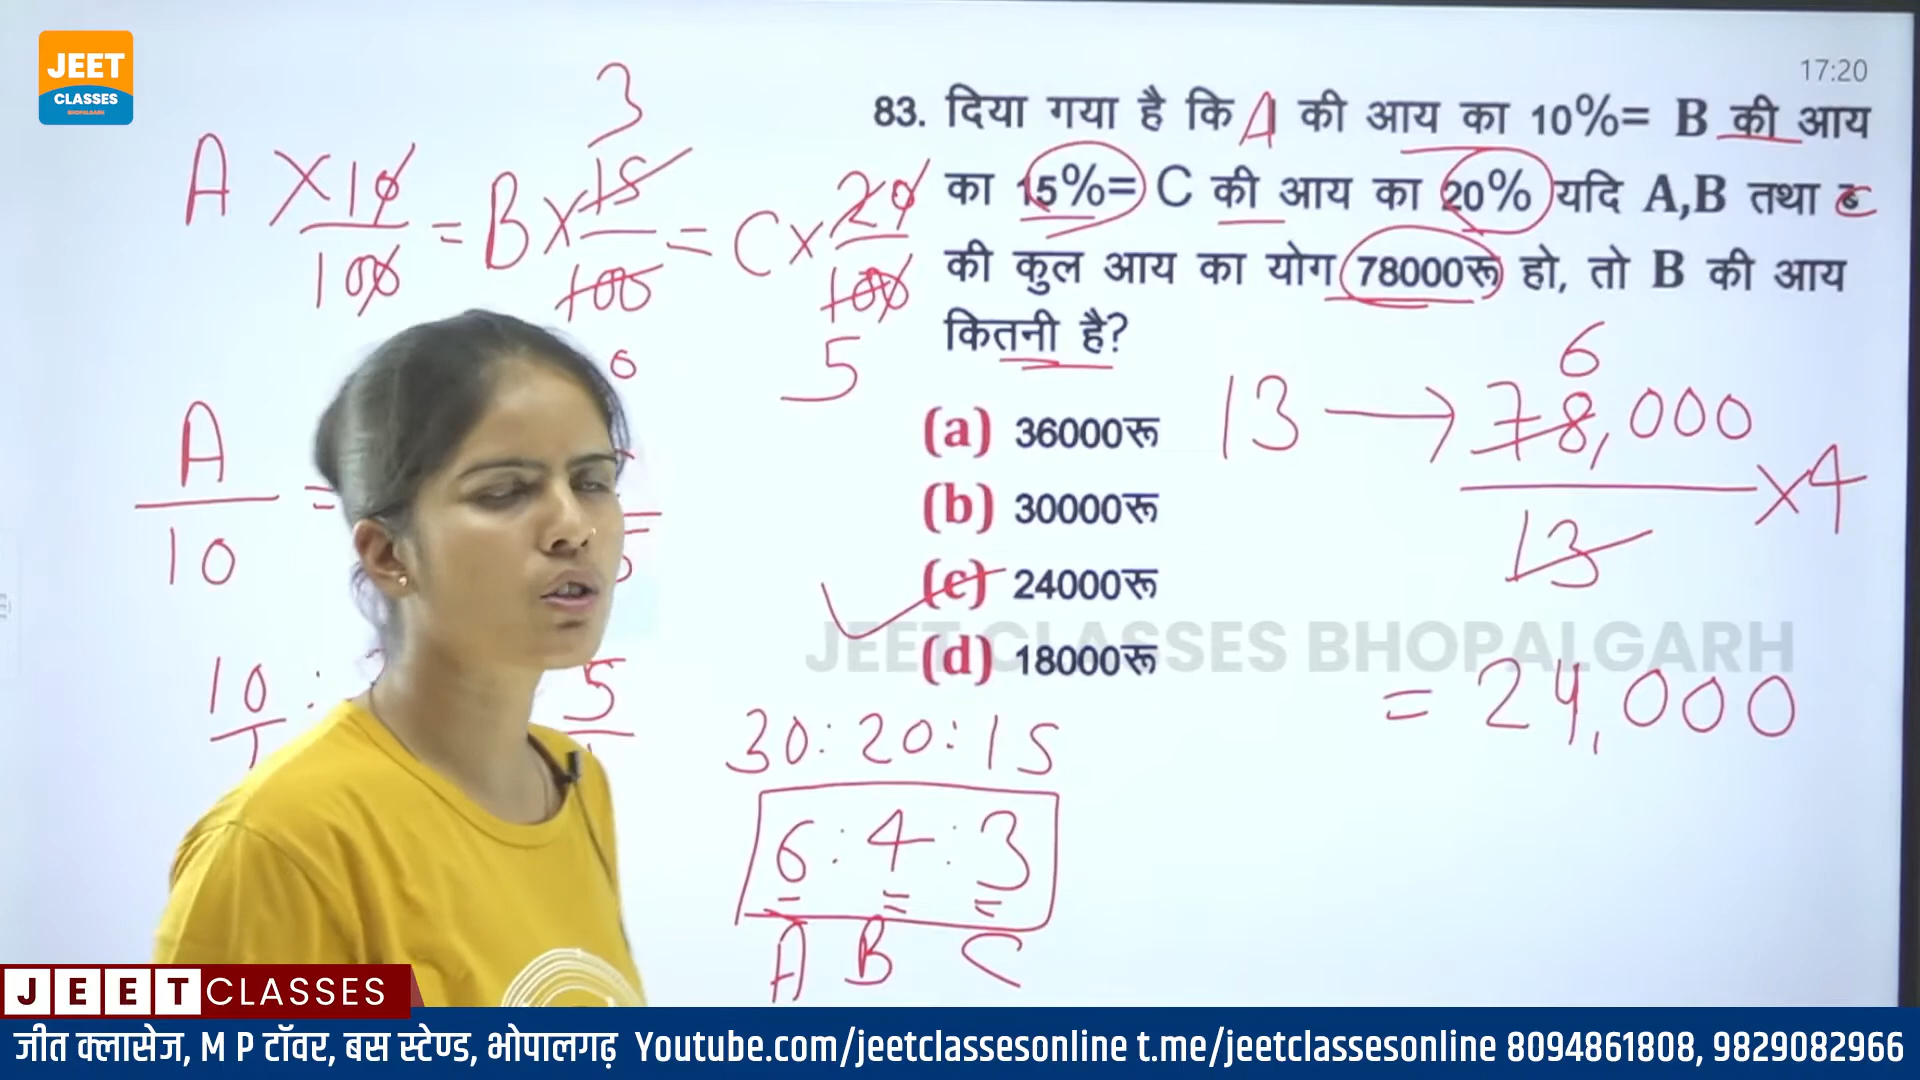 JEET
CLASSES
BHOPALGARH
17:20
83. दिया गया है कि A की आय का 10%= B की आय
का 15%= C की आय का 20% यदि A,B तथा C
की कुल आय का योग 78000रू हो, तो B की आय
कितनी है?
(a) 36000रू
(b) 30000रू
(c) 24000रू
(d) 18000रू
3
A × 10/100 = B × 15/100 = C × 20/100
5
A/10 =
10 :
5
30:20:15
6:4:3
A B C
6
13 → 78,000/13 ×4
= 24,000
JEET CLASSES BHOPALGARH
JEET CLASSES
जीत क्लासेज, M P टॉवर, बस स्टेण्ड, भोपालगढ़ Youtube.com/jeetclassesonline t.me/jeetclassesonline 8094861808, 9829082966